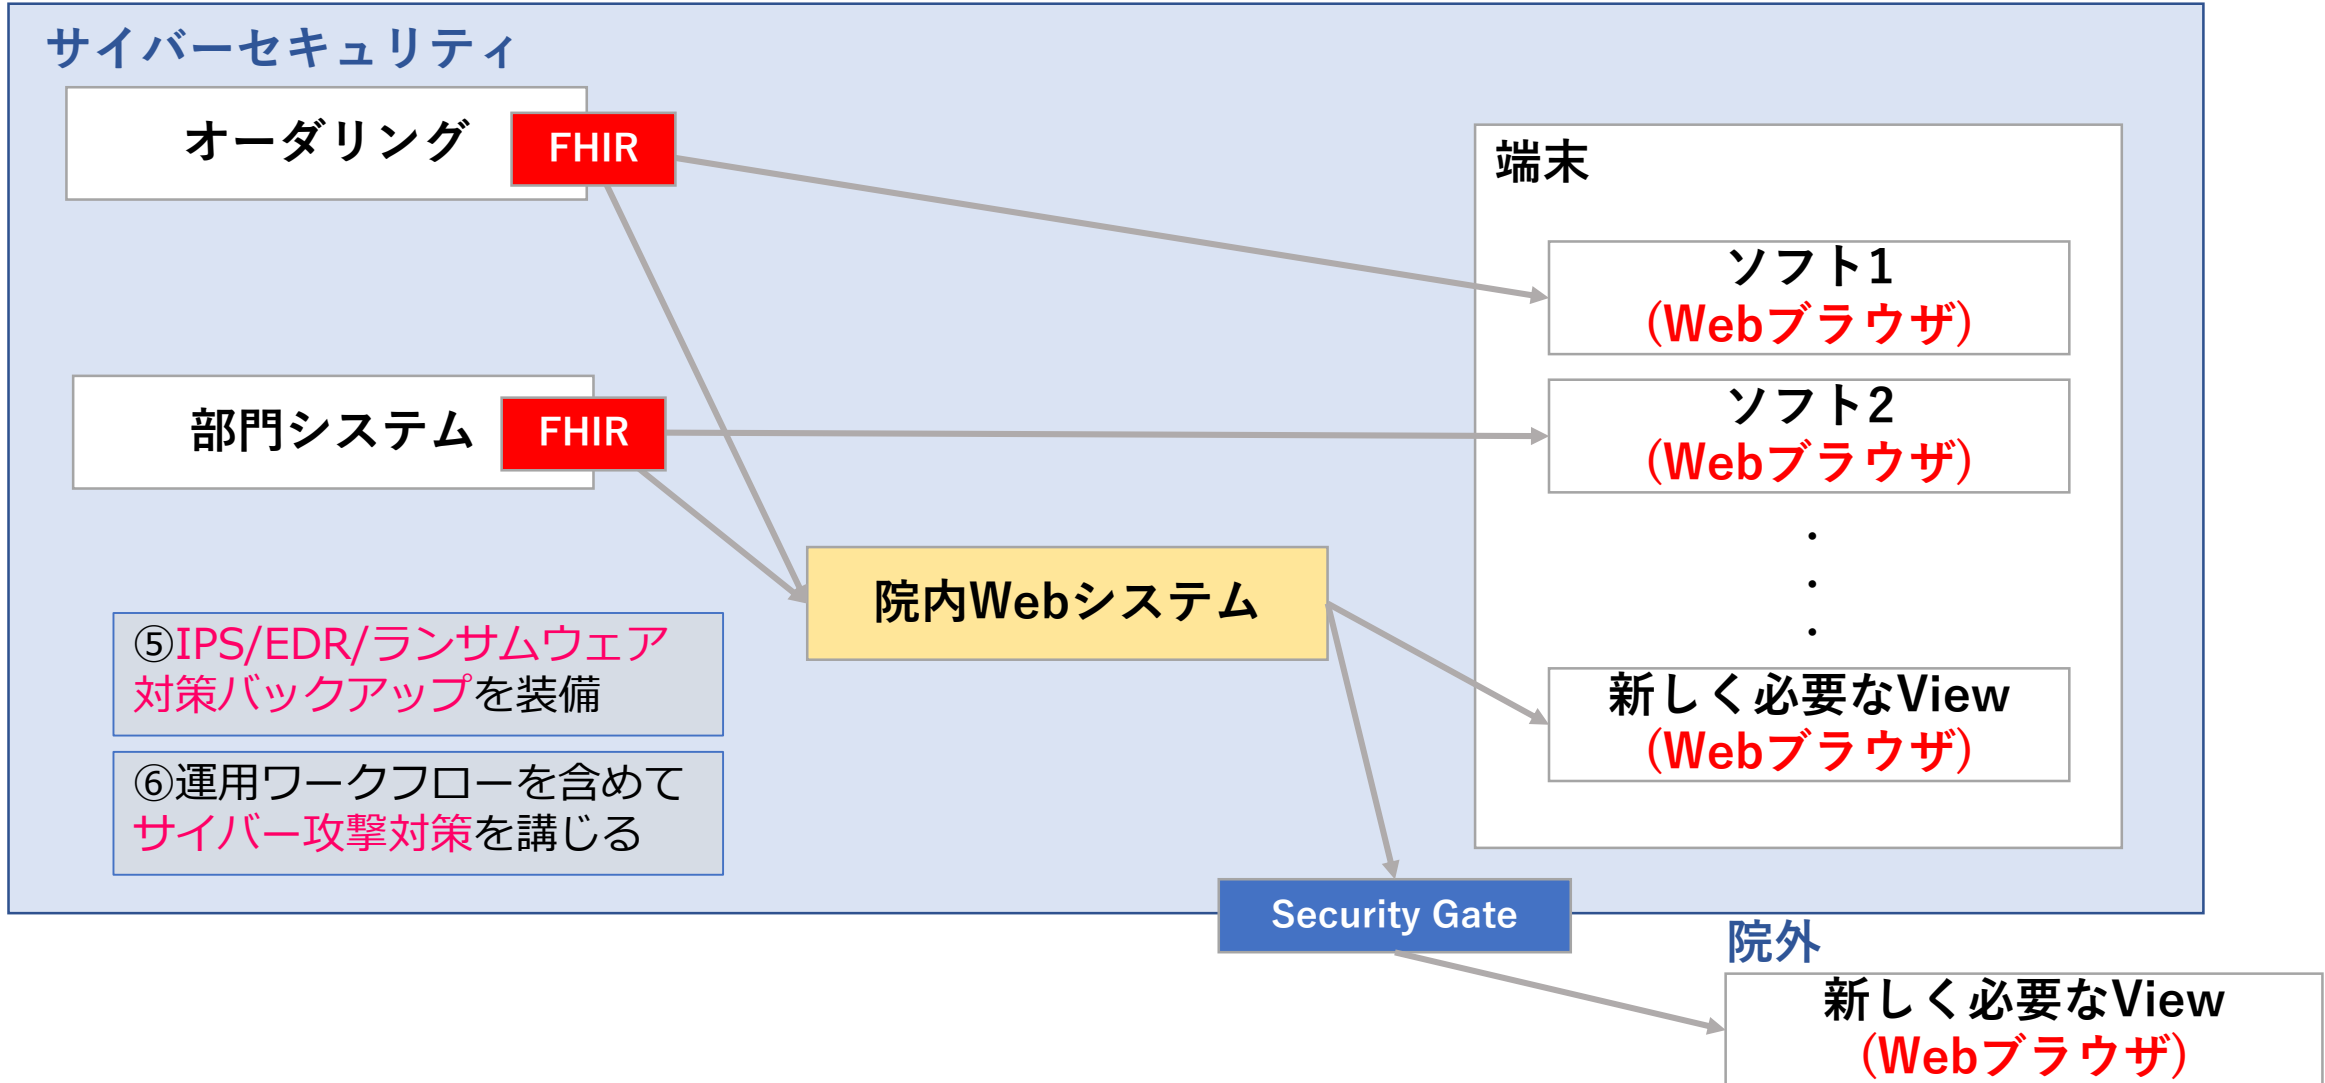 サイバーセキュリティ
オーダリング
FHIR
端末
ソフト1
(Webブラウザ)
部門システム
FHIR
ソフト2
(Webブラウザ)
・
・
・
院内Webシステム
⑤IPS/EDR/ランサムウェア
対策バックアップを装備
新しく必要なView
(Webブラウザ)
⑥運用ワークフローを含めて
サイバー攻撃対策を講じる
Security Gate
院外
新しく必要なView
(Webブラウザ)